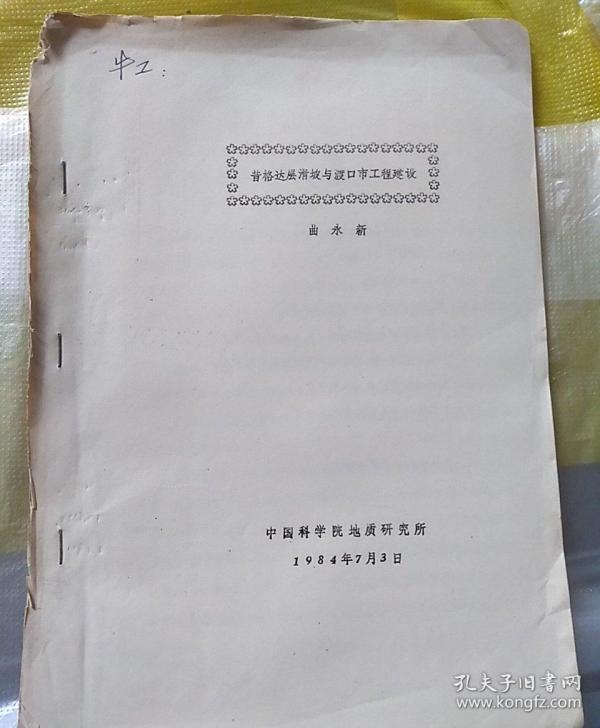 牛工：
昔格达层滑坡与渡口市工程建设
曲永新
中国科学院地质研究所
1984年7月3日
孔夫子旧书网
www.kongfz.com